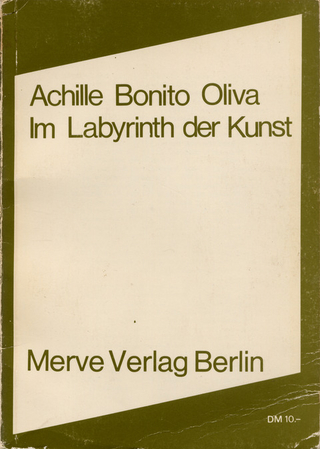 Achille Bonito Oliva
Im Labyrinth der Kunst
Merve Verlag Berlin
DM 10.–